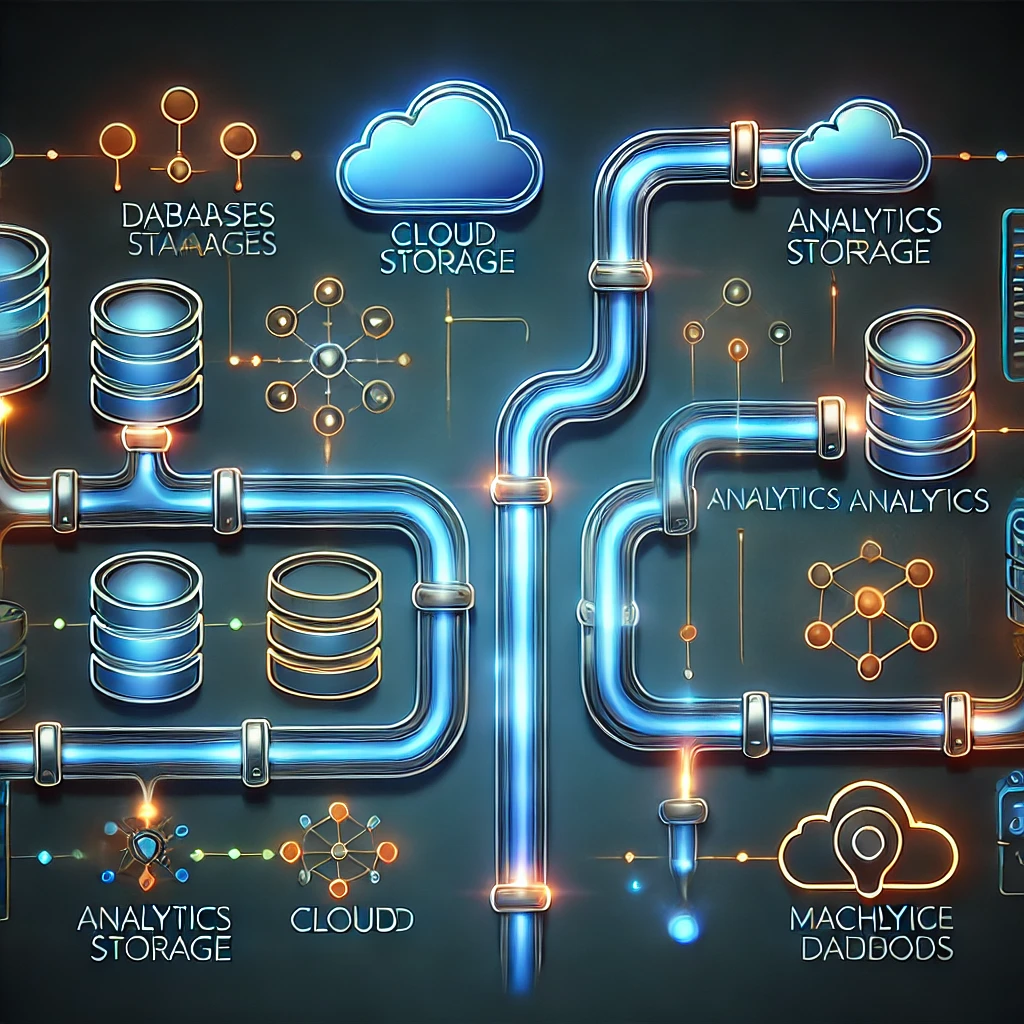 DABAASES
STAAAGES
CLOUD
STORAGE
ANALYTICS
STORAGE
ANALYTICS ANALYTICS
ANALYTICS
STORAGE
CLOUDD
MACHLYICE
DADBODS